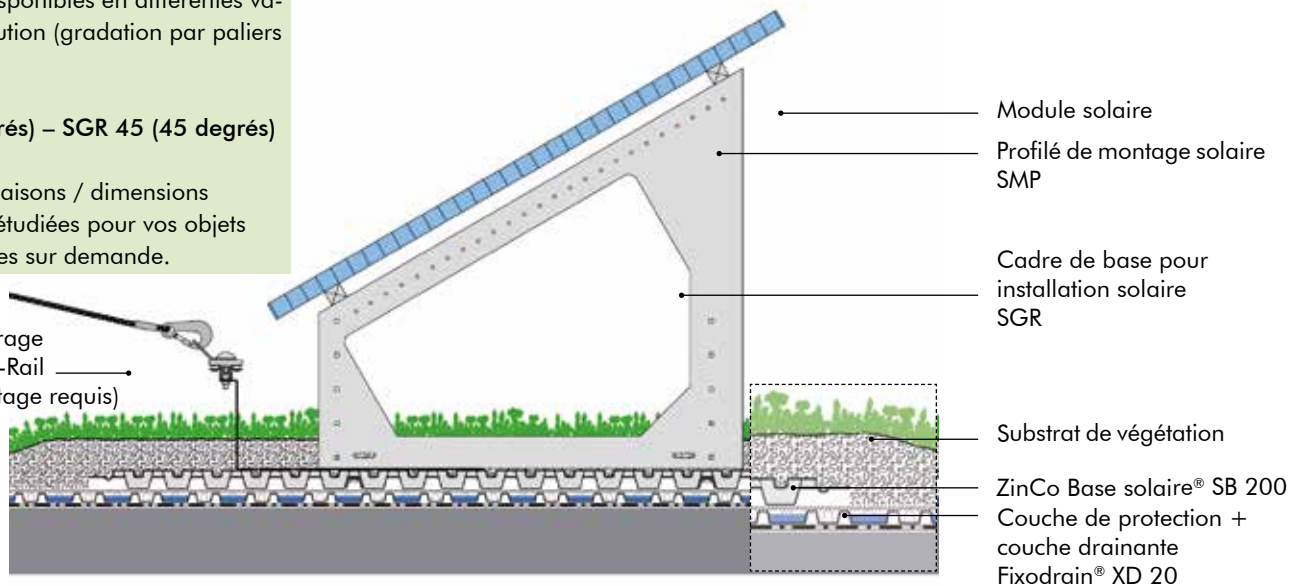 sponibles en différentes va-
ution (gradation par paliers
rés) – SGR 45 (45 degrés)
aisons / dimensions
étudiées pour vos objets
es sur demande.
rage
-Rail
tage requis)
Module solaire
Profilé de montage solaire
SMP
Cadre de base pour
installation solaire
SGR
Substrat de végétation
ZinCo Base solaire® SB 200
Couche de protection +
couche drainante
Fixodrain® XD 20